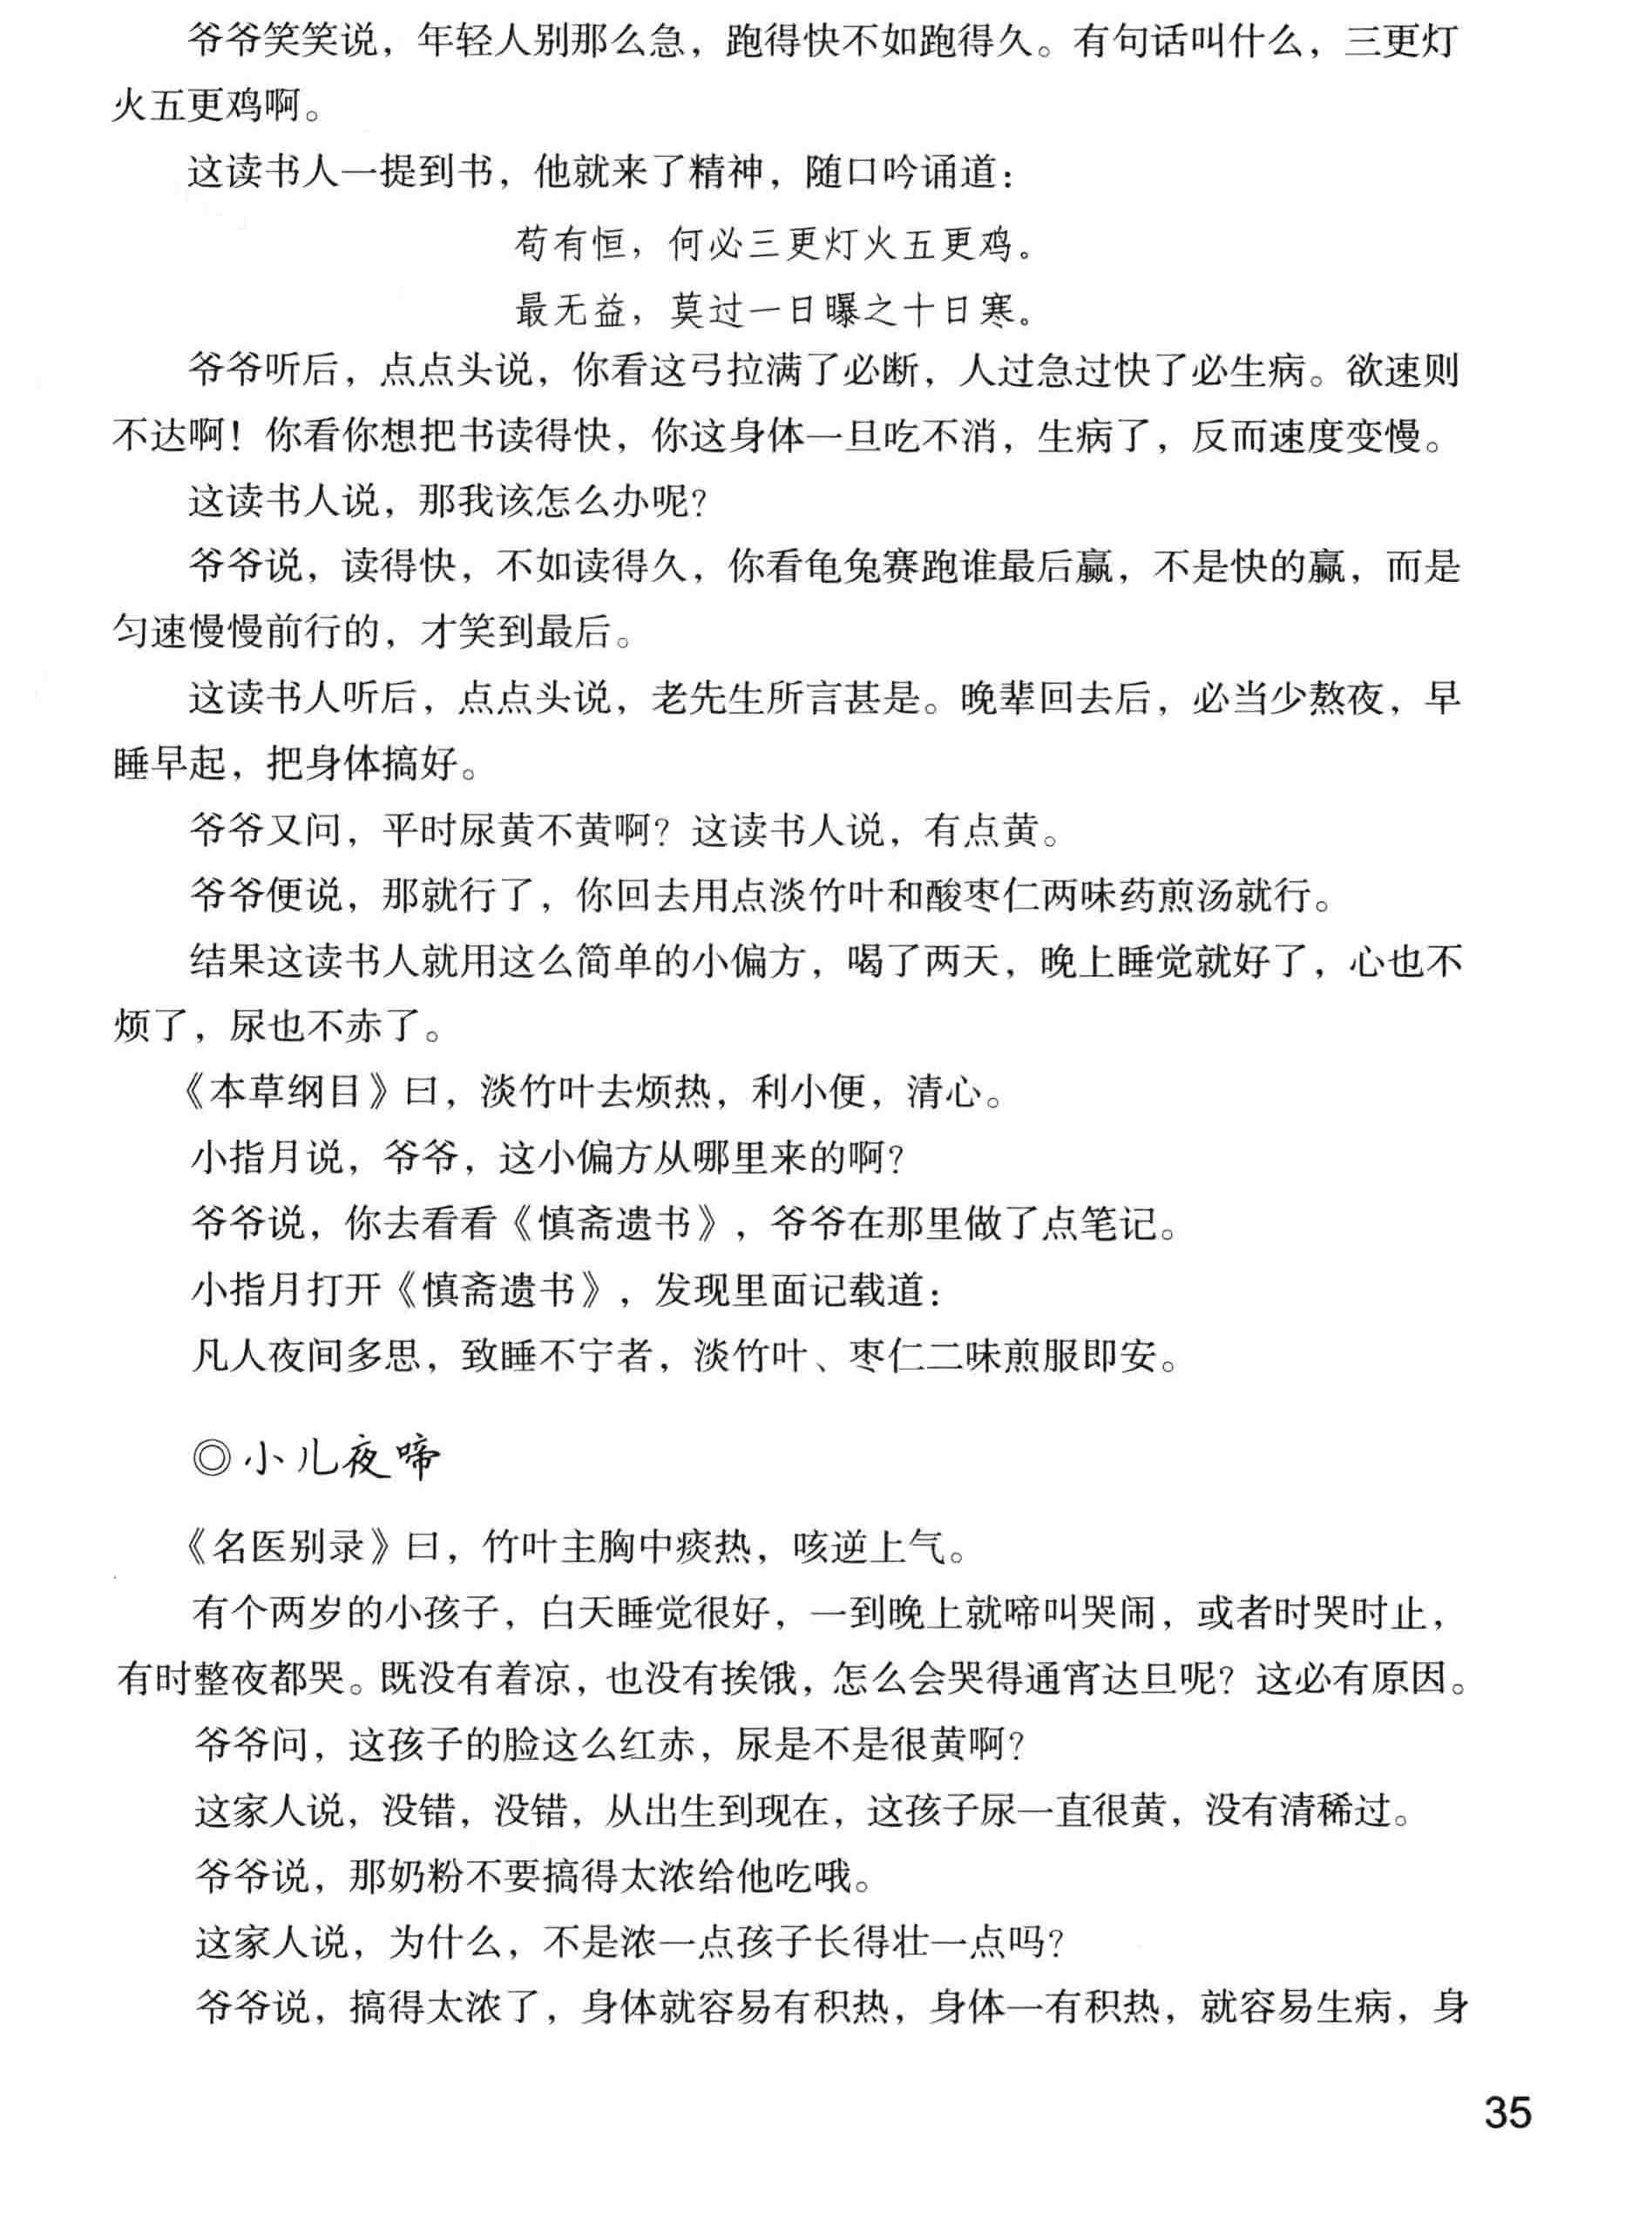 爷爷笑笑说，年轻人别那么急，跑得快不如跑得久。有句话叫什么，三更灯
火五更鸡啊。
这读书人一提到书，他就来了精神，随口吟诵道：
苟有恒，何必三更灯火五更鸡。
最无益，莫过一日曝之十日寒。
爷爷听后，点点头说，你看这弓拉满了必断，人过急过快了必生病。欲速则
不达啊！你看你想把书读得快，你这身体一旦吃不消，生病了，反而速度变慢。
这读书人说，那我该怎么办呢？
爷爷说，读得快，不如读得久，你看龟兔赛跑谁最后赢，不是快的赢，而是
匀速慢慢前行的，才笑到最后。
这读书人听后，点点头说，老先生所言甚是。晚辈回去后，必当少熬夜，早
睡早起，把身体搞好。
爷爷又问，平时尿黄不黄啊？这读书人说，有点黄。
爷爷便说，那就行了，你回去用点淡竹叶和酸枣仁两味药煎汤就行。
结果这读书人就用这么简单的小偏方，喝了两天，晚上睡觉就好了，心也不
烦了，尿也不赤了。
《本草纲目》曰，淡竹叶去烦热，利小便，清心。
小指月说，爷爷，这小偏方从哪里来的啊？
爷爷说，你去看看《慎斋遗书》，爷爷在那里做了点笔记。
小指月打开《慎斋遗书》，发现里面记载道：
凡人夜间多思，致睡不宁者，淡竹叶、枣仁二味煎服即安。
◎小儿夜啼
《名医别录》曰，竹叶主胸中痰热，咳逆上气。
有个两岁的小孩子，白天睡觉很好，一到晚上就啼叫哭闹，或者时哭时止，
有时整夜都哭。既没有着凉，也没有挨饿，怎么会哭得通宵达旦呢？这必有原因。
爷爷问，这孩子的脸这么红赤，尿是不是很黄啊？
这家人说，没错，没错，从出生到现在，这孩子尿一直很黄，没有清稀过。
爷爷说，那奶粉不要搞得太浓给他吃哦。
这家人说，为什么，不是浓一点孩子长得壮一点吗？
爷爷说，搞得太浓了，身体就容易有积热，身体一有积热，就容易生病，身
35